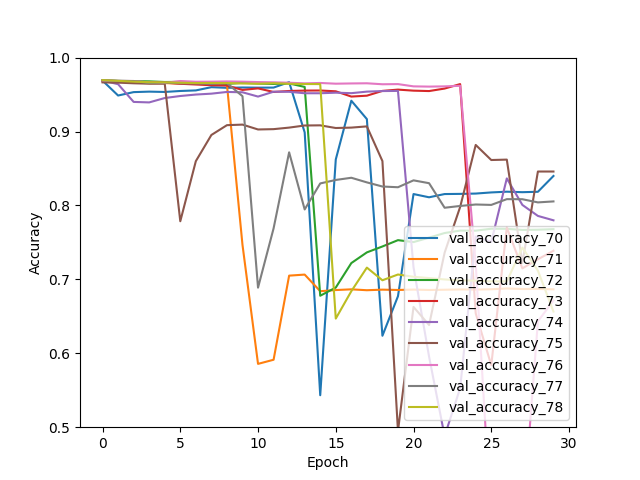 1.0
0.9
0.8
0.7
0.6
0.5
Accuracy
val_accuracy_70
val_accuracy_71
val_accuracy_72
val_accuracy_73
val_accuracy_74
val_accuracy_75
val_accuracy_76
val_accuracy_77
val_accuracy_78
0 5 10 15 20 25 30
Epoch